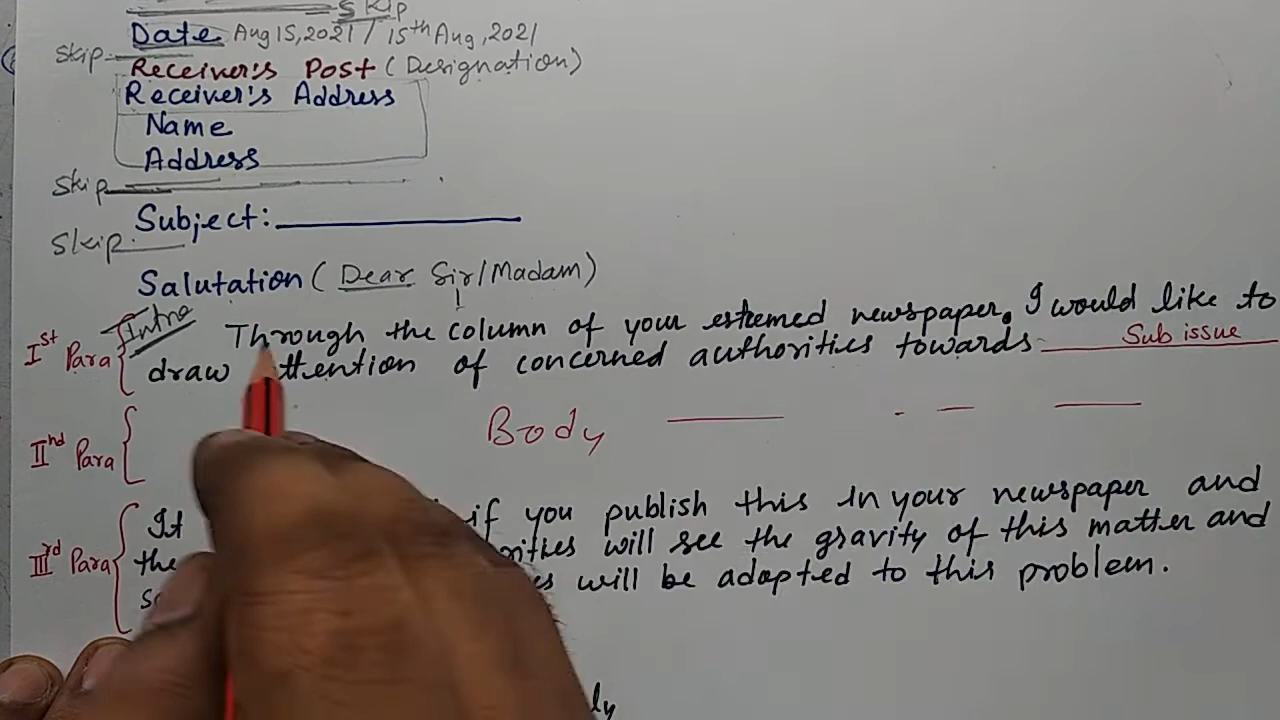 Skip
Date Aug 15, 2021 / 15th Aug, 2021
Skip
Receiver's Post (Designation)
Receiver's Address
Name
Address
Skip
Subject:
Skip
Salutation ( Dear Sir/Madam)
Intro
Ist Para { Through the column of your estemed newspaper. I would like to
draw attention of concerned authorities towards Sub issue
IInd Para { Body
IIIrd Para { It if you publish this in your newspaper and
the will see the gravity of this matter and
will be adopted to this problem.